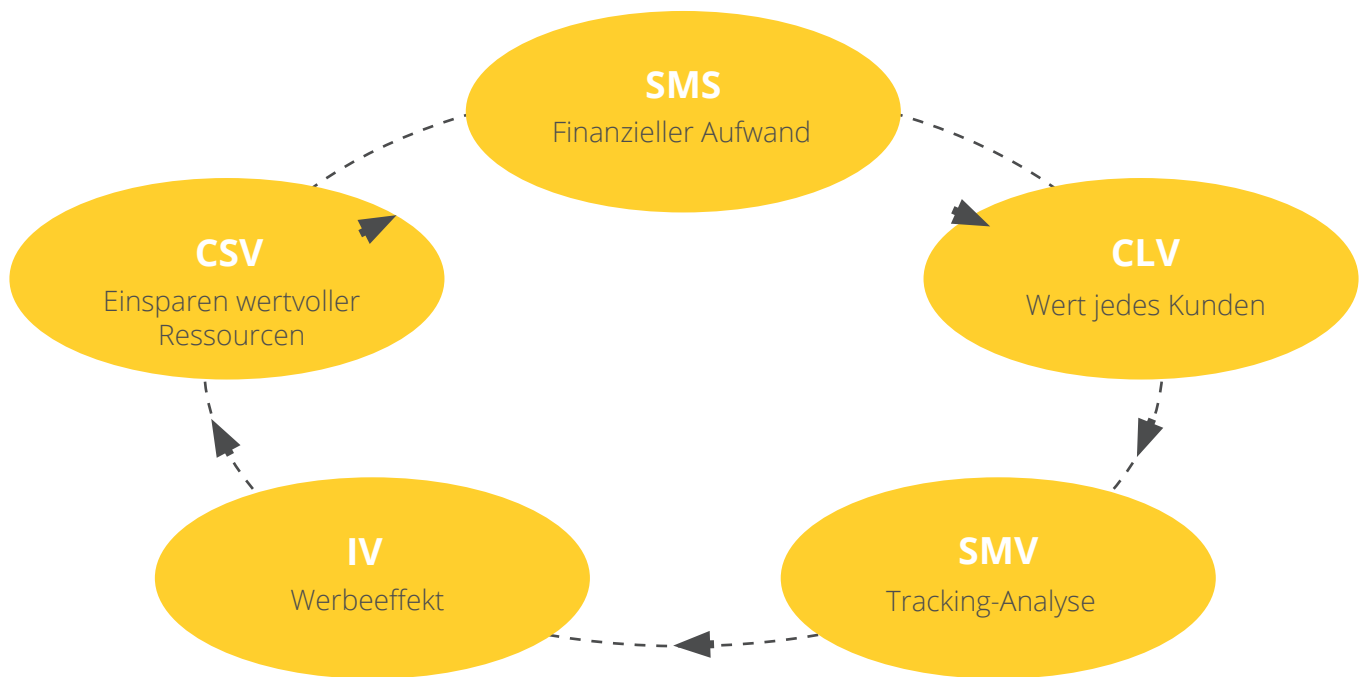 SMS
Finanzieller Aufwand
CLV
Wert jedes Kunden
SMV
Tracking-Analyse
IV
Werbeeffekt
CSV
Einsparen wertvoller
Ressourcen